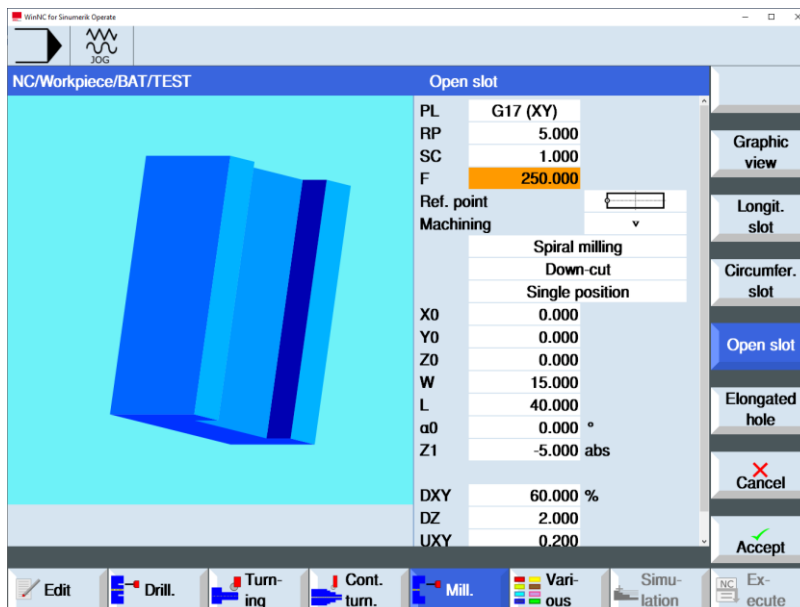 WinNC for Sinumerik Operate
JOG
NC/Workpiece/BAT/TEST
Open slot
PL G17 (XY)
RP 5.000
SC 1.000
F 250.000
Ref. point
Machining v
Spiral milling
Down-cut
Single position
X0 0.000
Y0 0.000
Z0 0.000
W 15.000
L 40.000
α0 0.000 °
Z1 -5.000 abs
DXY 60.000 %
DZ 2.000
UXY 0.200
Graphic
view
Longit.
slot
Circumfer.
slot
Open slot
Elongated
hole
Cancel
Accept
Edit
Drill.
Turn-
ing
Cont.
turn.
Mill.
Vari-
ous
Simu-
lation
NC
Ex-
ecute